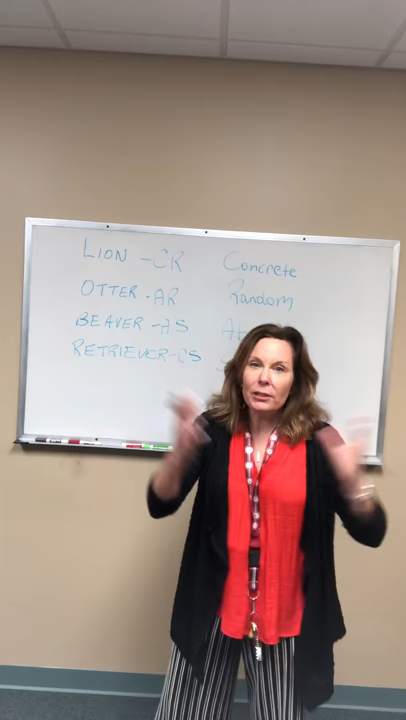 LION - CR Concrete
OTTER - AR Random
BEAVER - AS
RETRIEVER - CS